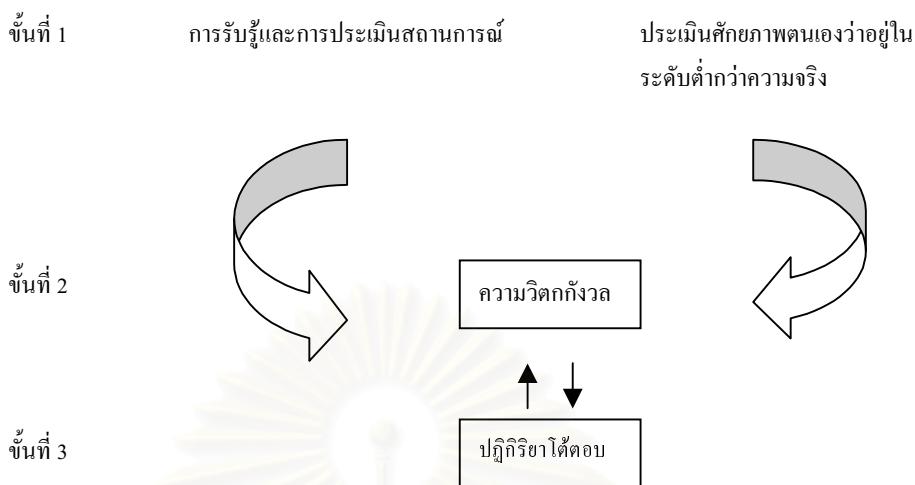 ขั้นที่ 1 การรับรู้และการประเมินสถานการณ์ ประเมินศักยภาพตนเองว่าอยู่ใน
ระดับต่ำกว่าความจริง
ขั้นที่ 2 ความวิตกกังวล
ขั้นที่ 3 ปฏิกิริยาโต้ตอบ